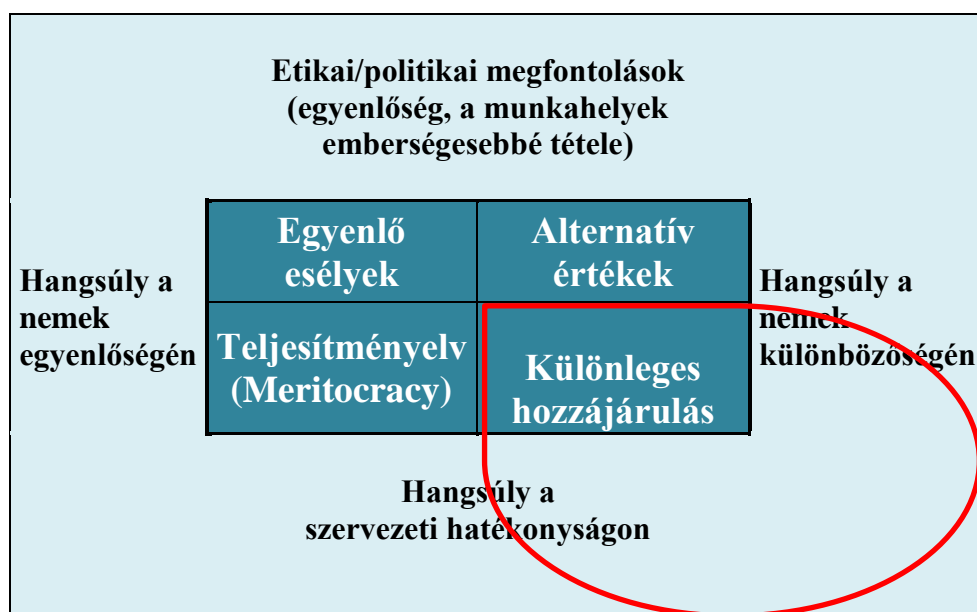 Etikai/politikai megfontolások
(egyenlőség, a munkahelyek
emberségesebbé tétele)
Hangsúly a
nemek
egyenlőségén
Egyenlő
esélyek
Alternatív
értékek
Teljesítményelv
(Meritocracy)
Különleges
hozzájárulás
Hangsúly a
nemek
különbözőségén
Hangsúly a
szervezeti hatékonyságon